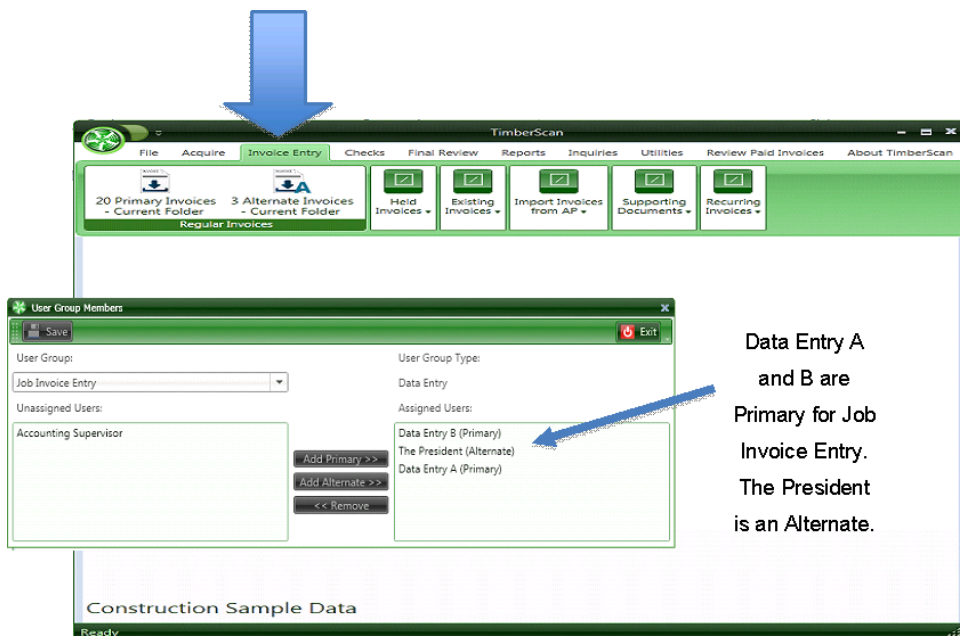 TimberScan
File Acquire Invoice Entry Checks Final Review Reports Inquiries Utilities Review Paid Invoices About TimberScan
20 Primary Invoices
- Current Folder
3 Alternate Invoices
- Current Folder
Regular Invoices
Held
Invoices
Existing
Invoices
Import Invoices
from AP
Supporting
Documents
Recurring
Invoices
User Group Members
Save
Exit
User Group:
Job Invoice Entry
User Group Type:
Data Entry
Unassigned Users:
Accounting Supervisor
Add Primary >>
Add Alternate >>
<< Remove
Assigned Users:
Data Entry B (Primary)
The President (Alternate)
Data Entry A (Primary)
Data Entry A
and B are
Primary for Job
Invoice Entry.
The President
is an Alternate.
Construction Sample Data
Ready